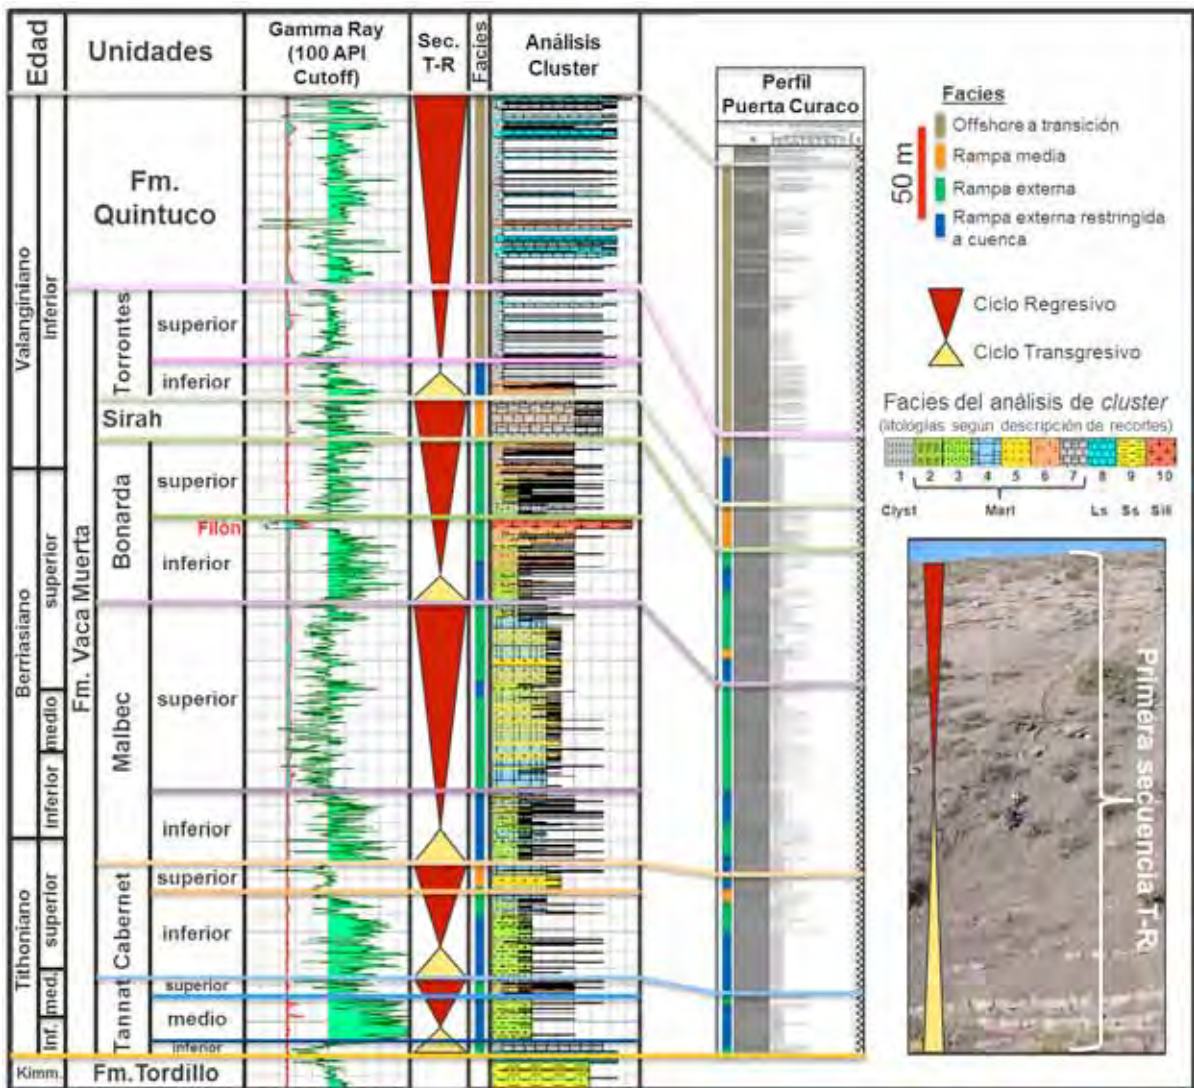 Edad
Unidades
Gamma Ray
(100 API
Cutoff)
Sec.
T-R
Facies
Análisis
Cluster
Perfil
Puerta Curaco
Valanginiano
Inferior
Berriasiano
superior
medio
inferior
Tithoniano
superior
med.
Inf.
Kimm.
Fm. Vaca Muerta
Fm.
Quintuco
Torrontes
superior
inferior
Sirah
Bonarda
superior
Filón
inferior
Malbec
superior
inferior
Cabernet
superior
inferior
Tannat
superior
medio
inferior
Fm.Tordillo
50 m
Facies
Offshore a transición
Rampa media
Rampa externa
Rampa externa restringida
a cuenca
Ciclo Regresivo
Ciclo Transgresivo
Facies del análisis de cluster
(litologías según descripción de recortes)
1 2 3 4 5 6 7 8 9 10
Clyst Marl Ls Ss Sill
Primera secuencia T-R